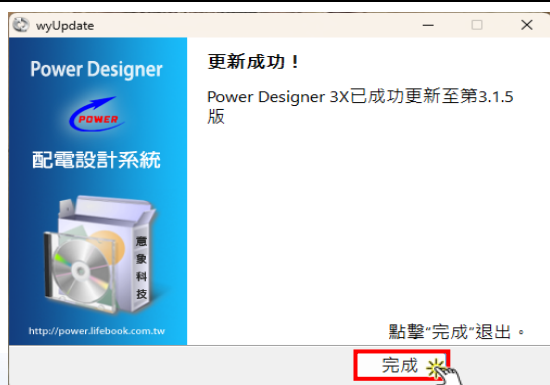 wyUpdate
Power Designer
POWER
配電設計系統
意象科技
http://power.lifebook.com.tw
更新成功！
Power Designer 3X已成功更新至第3.1.5
版
點擊“完成”退出。
完成